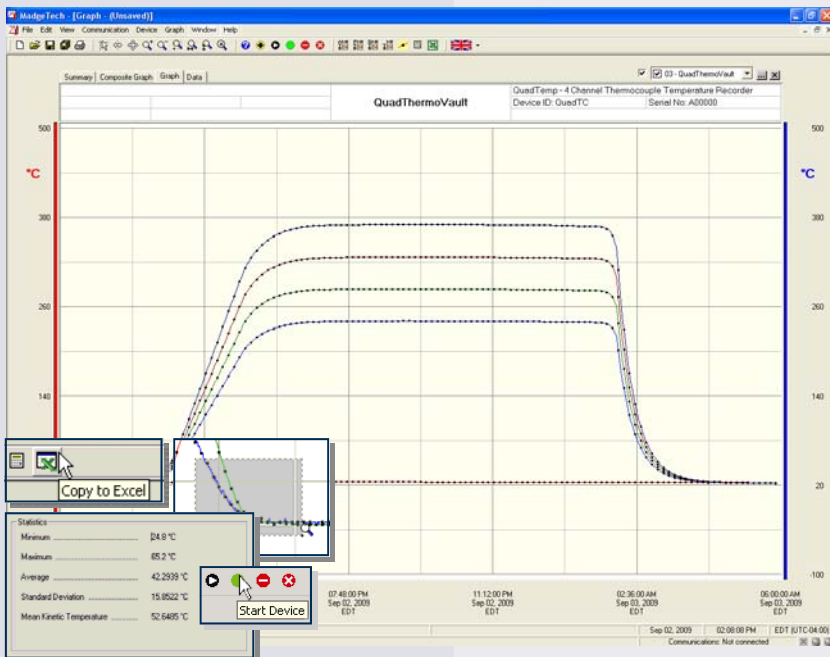 MadgeTech - [Graph - (Unsaved)]
File Edit View Communication Device Graph Window Help
Summary Composite Graph Graph Data
03 - QuadThermoVault
QuadThermoVault
QuadTemp - 4 Channel Thermocouple Temperature Recorder
Device ID: QuadTC Serial No: A00000
500 500
°C °C
380 380
260 260
140 140
20
-100
Copy to Excel
Statistics
Minimum 24.8 °C
Maximum 65.2 °C
Average 42.2939 °C
Standard Deviation 15.8522 °C
Mean Kinetic Temperature 52.6485 °C
Start Device
07:48:00 PM
Sep 02, 2009
EDT
11:12:00 PM
Sep 02, 2009
EDT
02:36:00 AM
Sep 03, 2009
EDT
06:00:00 AM
Sep 03, 2009
EDT
Sep 02, 2009 02:08:08 PM EDT (UTC-04:00)
Communications: Not connected